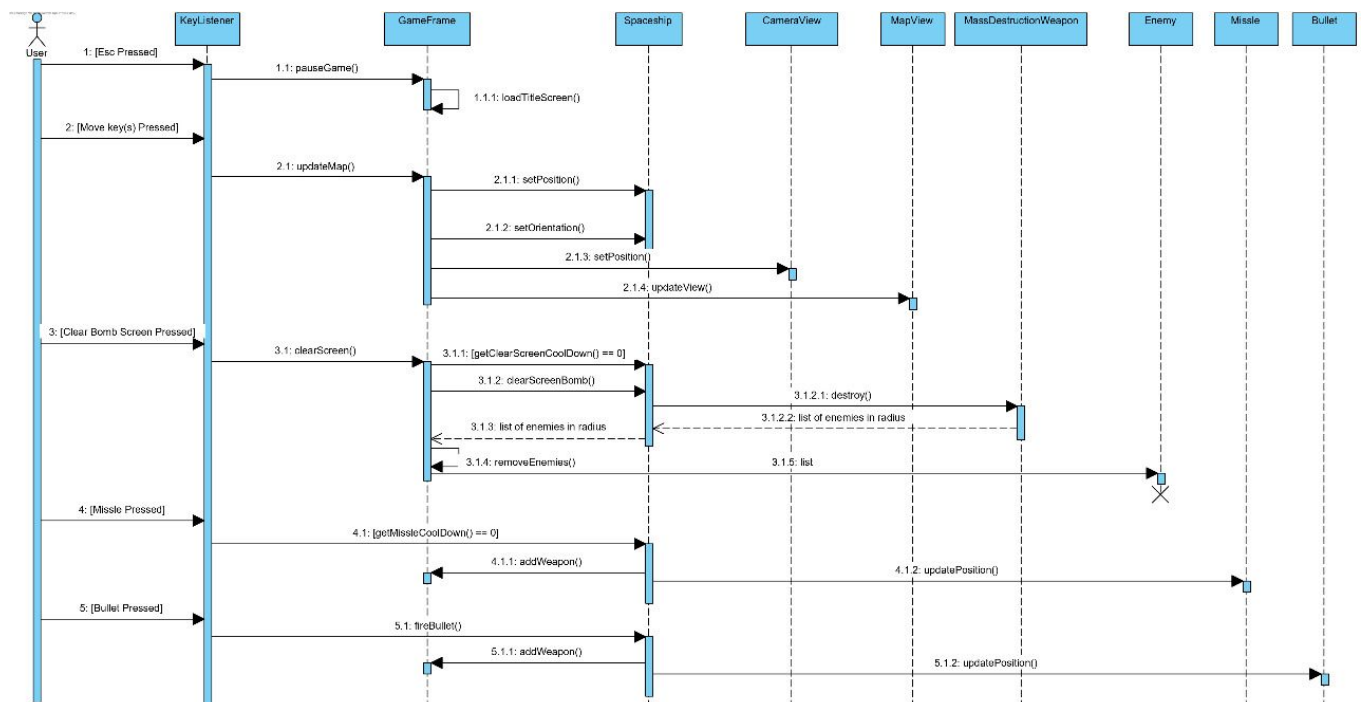 KeyListener
GameFrame
Spaceship
CameraView
MapView
MassDestructionWeapon
Enemy
Missle
Bullet
User
1: [Esc Pressed]
1.1: pauseGame()
1.1.1: loadTitleScreen()
2: [Move key(s) Pressed]
2.1: updateMap()
2.1.1: setPosition()
2.1.2: setOrientation()
2.1.3: setPosition()
2.1.4: updateView()
3: [Clear Bomb Screen Pressed]
3.1: clearScreen()
3.1.1: [getClearScreenCoolDown() == 0]
3.1.2: clearScreenBomb()
3.1.2.1: destroy()
3.1.2.2: list of enemies in radius
3.1.3: list of enemies in radius
3.1.4: removeEnemies()
3.1.5: list
4: [Missle Pressed]
4.1: [getMissleCoolDown() == 0]
4.1.1: addWeapon()
4.1.2: updatePosition()
5: [Bullet Pressed]
5.1: fireBullet()
5.1.1: addWeapon()
5.1.2: updatePosition()